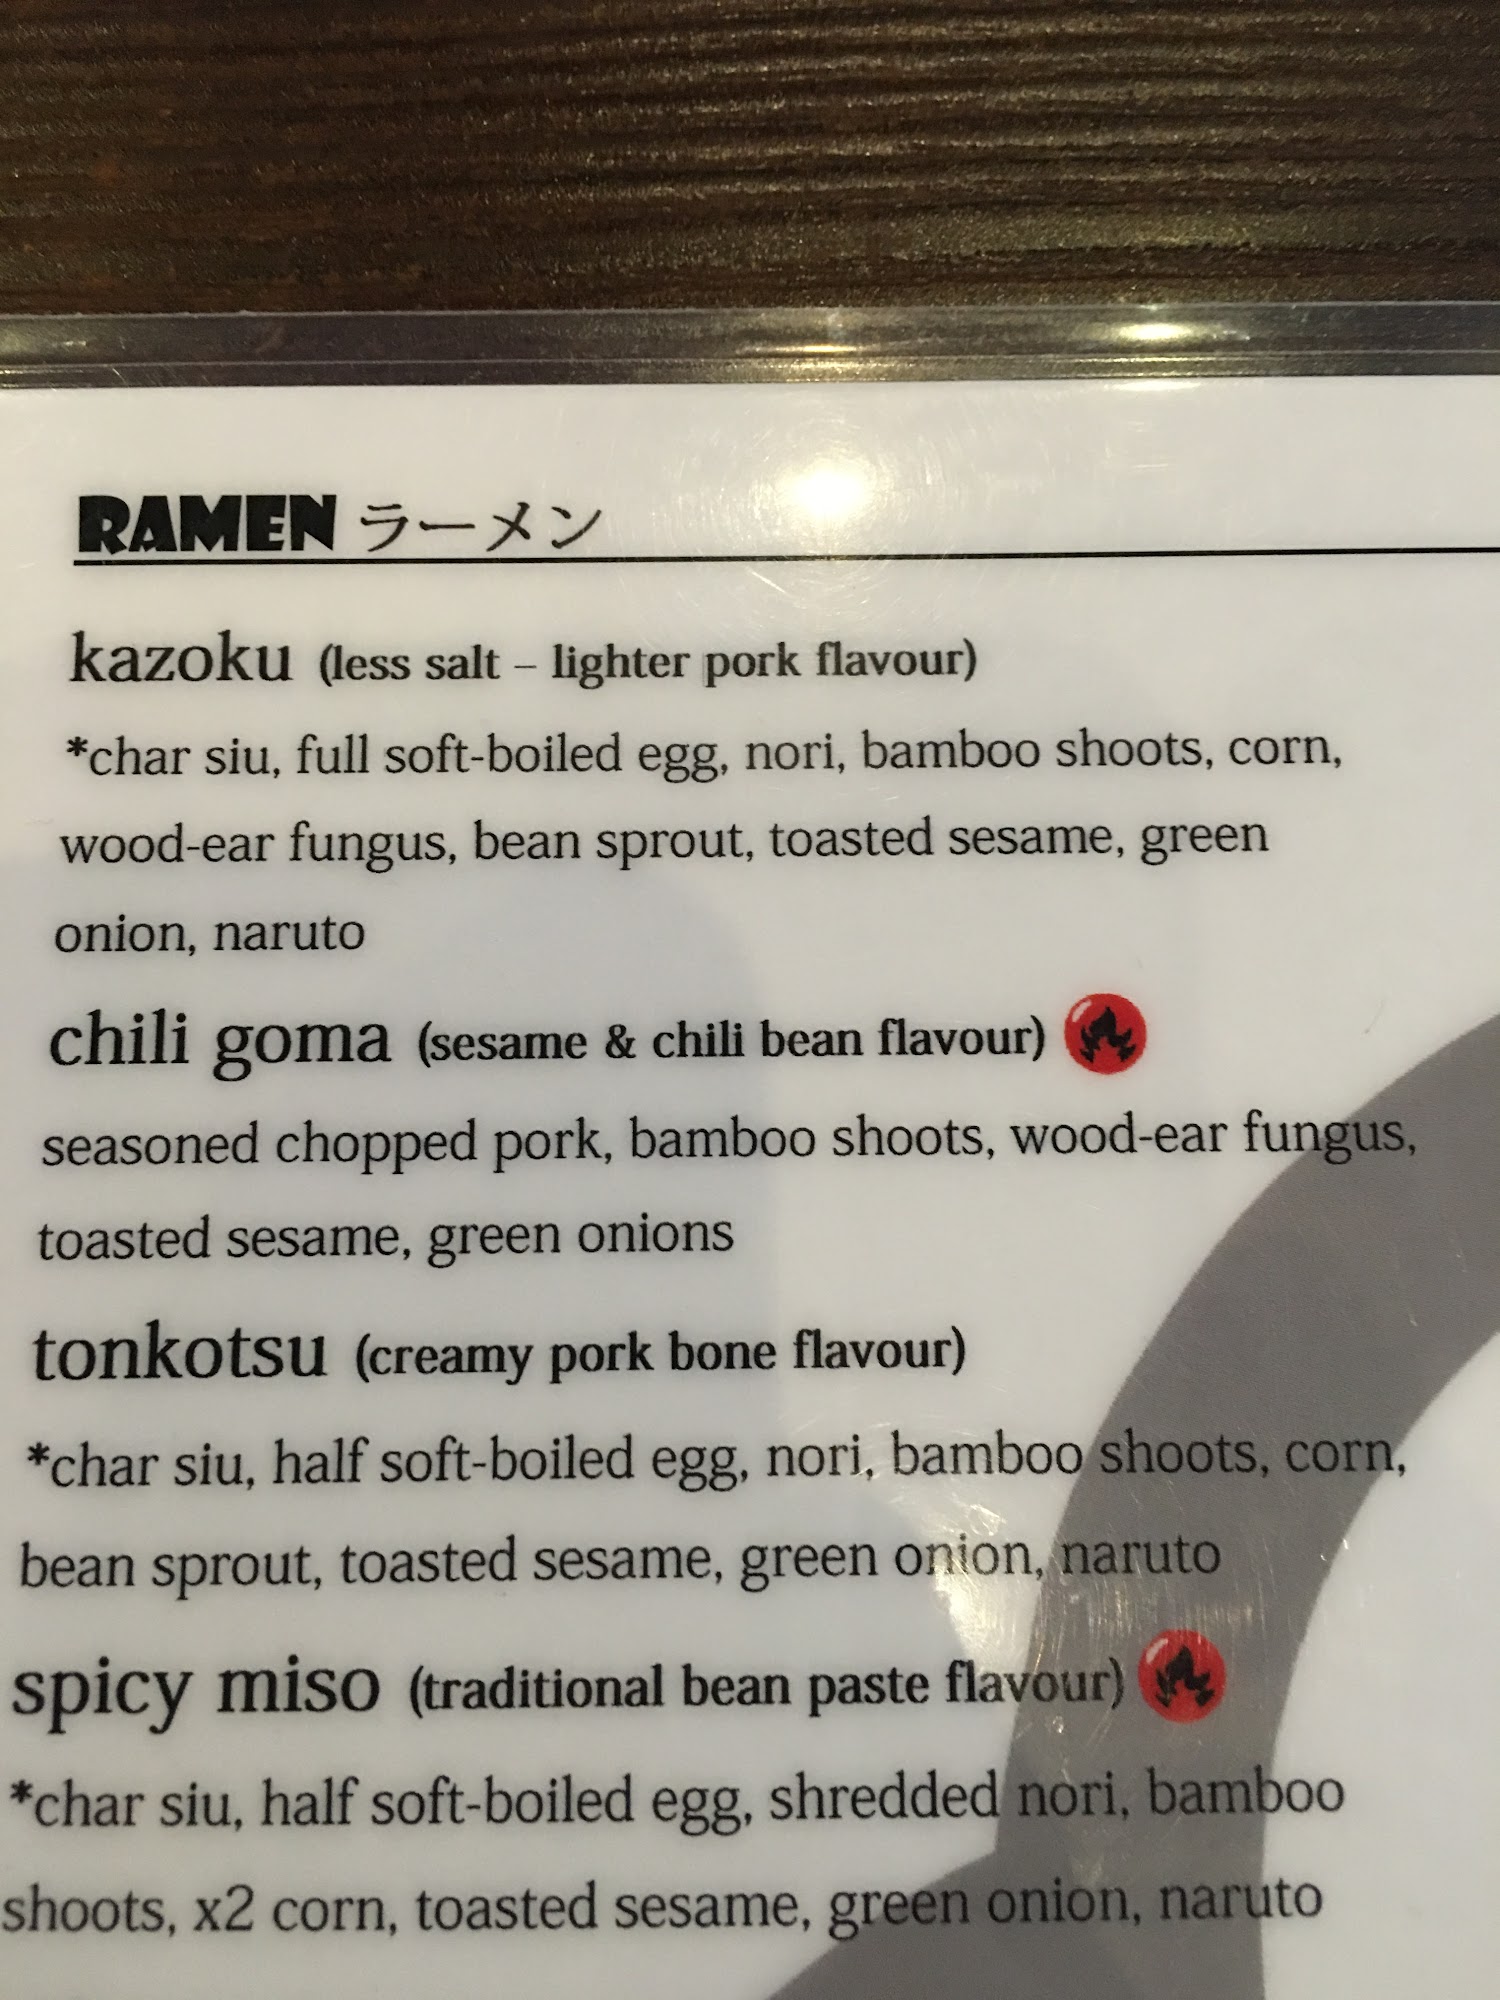 RAMEN ラーメン
kazoku (less salt – lighter pork flavour)
*char siu, full soft-boiled egg, nori, bamboo shoots, corn,
wood-ear fungus, bean sprout, toasted sesame, green
onion, naruto
chili goma (sesame & chili bean flavour)
seasoned chopped pork, bamboo shoots, wood-ear fungus,
toasted sesame, green onions
tonkotsu (creamy pork bone flavour)
*char siu, half soft-boiled egg, nori, bamboo shoots, corn,
bean sprout, toasted sesame, green onion, naruto
spicy miso (traditional bean paste flavour)
*char siu, half soft-boiled egg, shredded nori, bamboo
shoots, x2 corn, toasted sesame, green onion, naruto